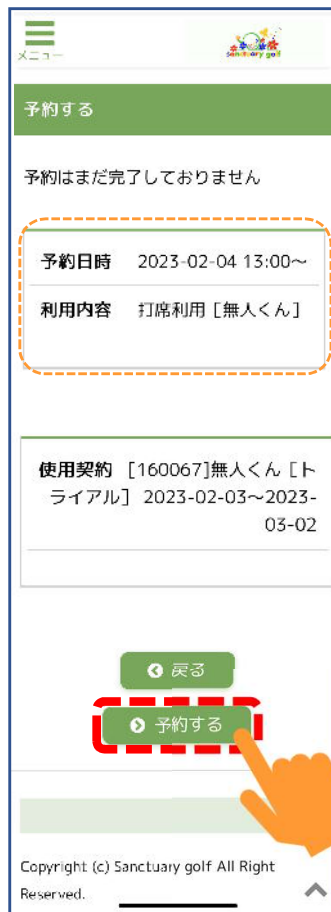 メニュー
sanctuary golf
予約する
予約はまだ完了しておりません
予約日時 2023-02-04 13:00～
利用内容 打席利用［無人くん］
使用契約 [160067]無人くん［ト
ライアル］ 2023-02-03～2023-
03-02
戻る
予約する
Copyright (c) Sanctuary golf All Right
Reserved.